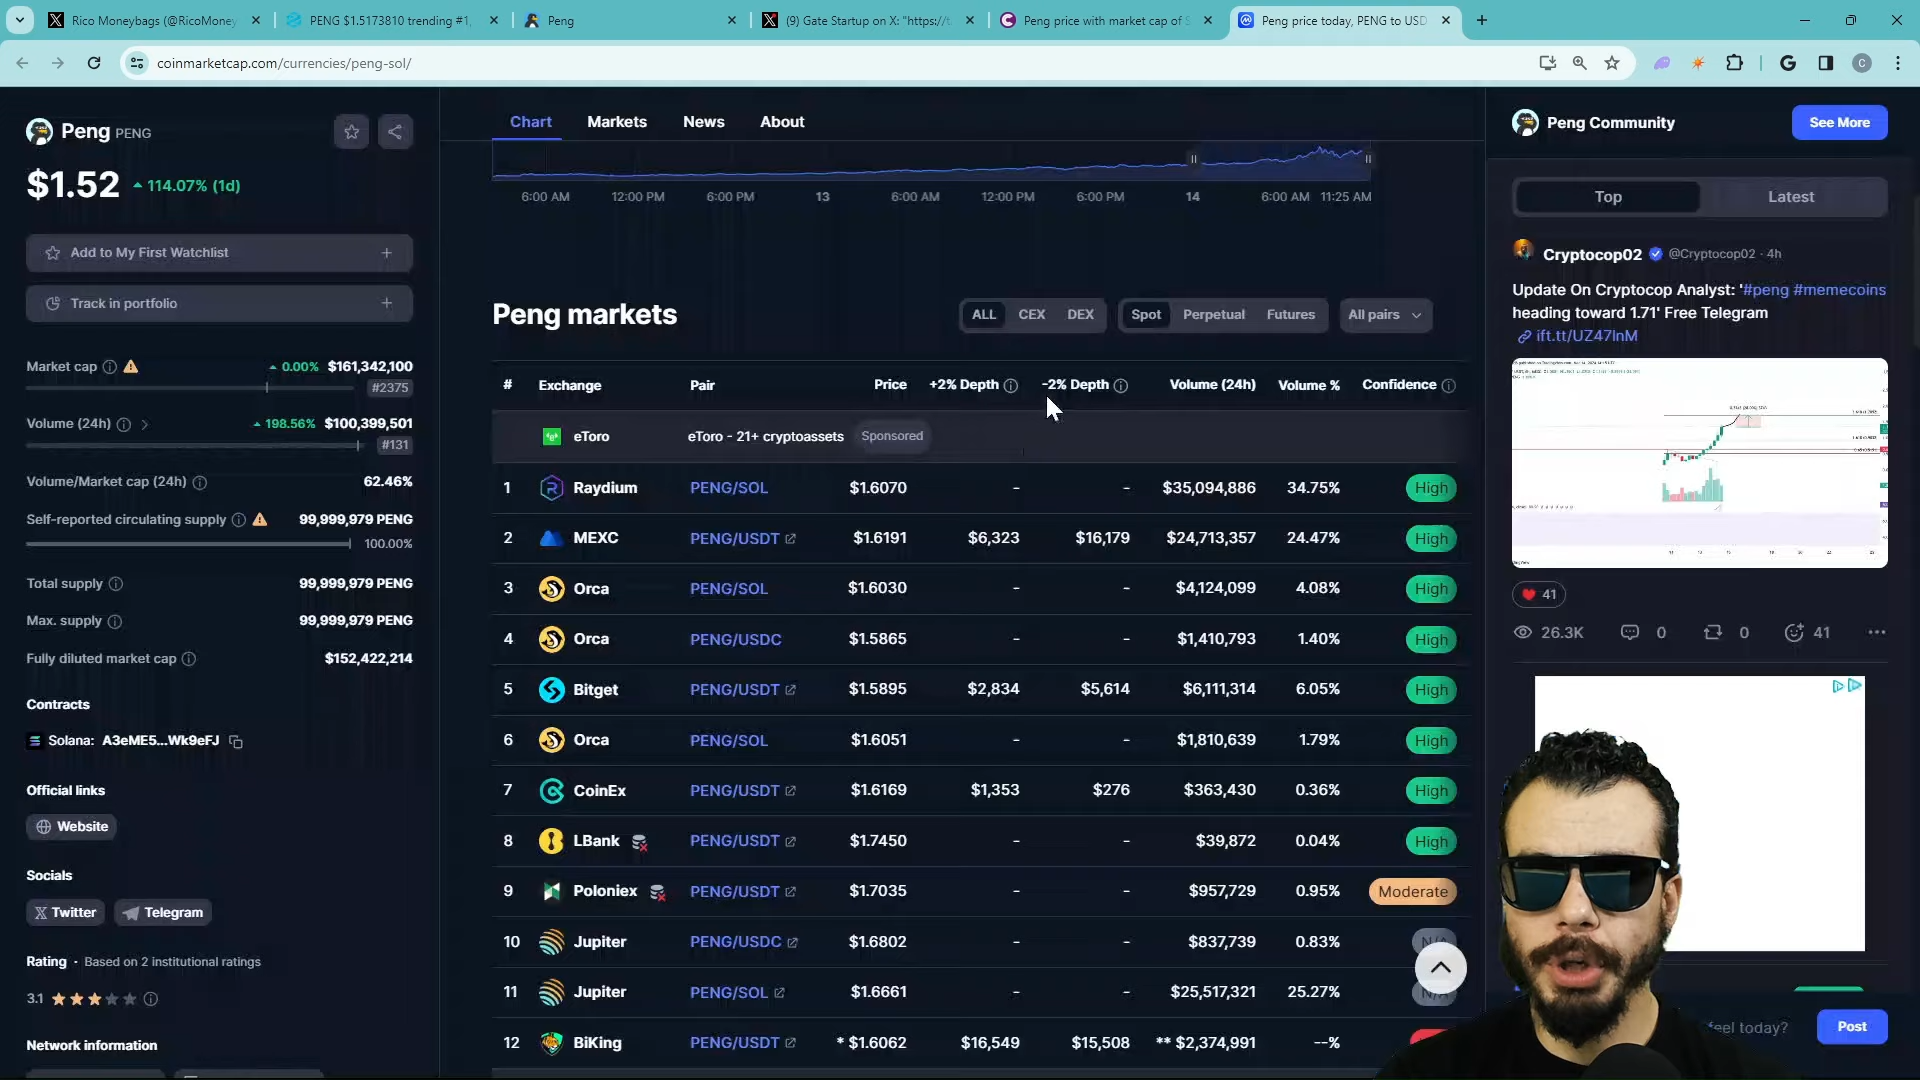 Rico Moneybags (@RicoMoney
PENG $1.5173810 trending #1,
Peng
(9) Gate Startup on X: "https://t.
Peng price with market cap of $
Peng price today, PENG to USD
coinmarketcap.com/currencies/peng-sol/
Peng PENG
$1.52 114.07% (1d)
Add to My First Watchlist +
Track in portfolio +
Market cap 0.00% $161,342,100
#2375
Volume (24h) 198.56% $100,399,501
#131
Volume/Market cap (24h) 62.46%
Self-reported circulating supply 99,999,979 PENG
100.00%
Total supply 99,999,979 PENG
Max. supply 99,999,979 PENG
Fully diluted market cap $152,422,214
Contracts
Solana: A3eME5...Wk9eFJ
Official links
Website
Socials
Twitter Telegram
Rating · Based on 2 institutional ratings
3.1
Network information
Chart Markets News About
6:00 AM 12:00 PM 6:00 PM 13 6:00 AM 12:00 PM 6:00 PM 14 6:00 AM 11:25 AM
Peng markets
ALL CEX DEX Spot Perpetual Futures All pairs
# Exchange Pair Price +2% Depth -2% Depth Volume (24h) Volume % Confidence
eToro eToro - 21+ cryptoassets Sponsored
1 Raydium PENG/SOL $1.6070 - - $35,094,886 34.75% High
2 MEXC PENG/USDT $1.6191 $6,323 $16,179 $24,713,357 24.47% High
3 Orca PENG/SOL $1.6030 - - $4,124,099 4.08% High
4 Orca PENG/USDC $1.5865 - - $1,410,793 1.40% High
5 Bitget PENG/USDT $1.5895 $2,834 $5,614 $6,111,314 6.05% High
6 Orca PENG/SOL $1.6051 - - $1,810,639 1.79% High
7 CoinEx PENG/USDT $1.6169 $1,353 $276 $363,430 0.36% High
8 LBank PENG/USDT $1.7450 - - $39,872 0.04% High
9 Poloniex PENG/USDT $1.7035 - - $957,729 0.95% Moderate
10 Jupiter PENG/USDC $1.6802 - - $837,739 0.83%
11 Jupiter PENG/SOL $1.6661 - - $25,517,321 25.27%
12 BiKing PENG/USDT * $1.6062 $16,549 $15,508 ** $2,374,991 --%
Peng Community See More
Top Latest
Cryptocop02 @Cryptocop02 · 4h
Update On Cryptocop Analyst: '#peng #memecoins
heading toward 1.71' Free Telegram
ift.tt/UZ47lnM
41
26.3K 0 0 41
feel today? Post